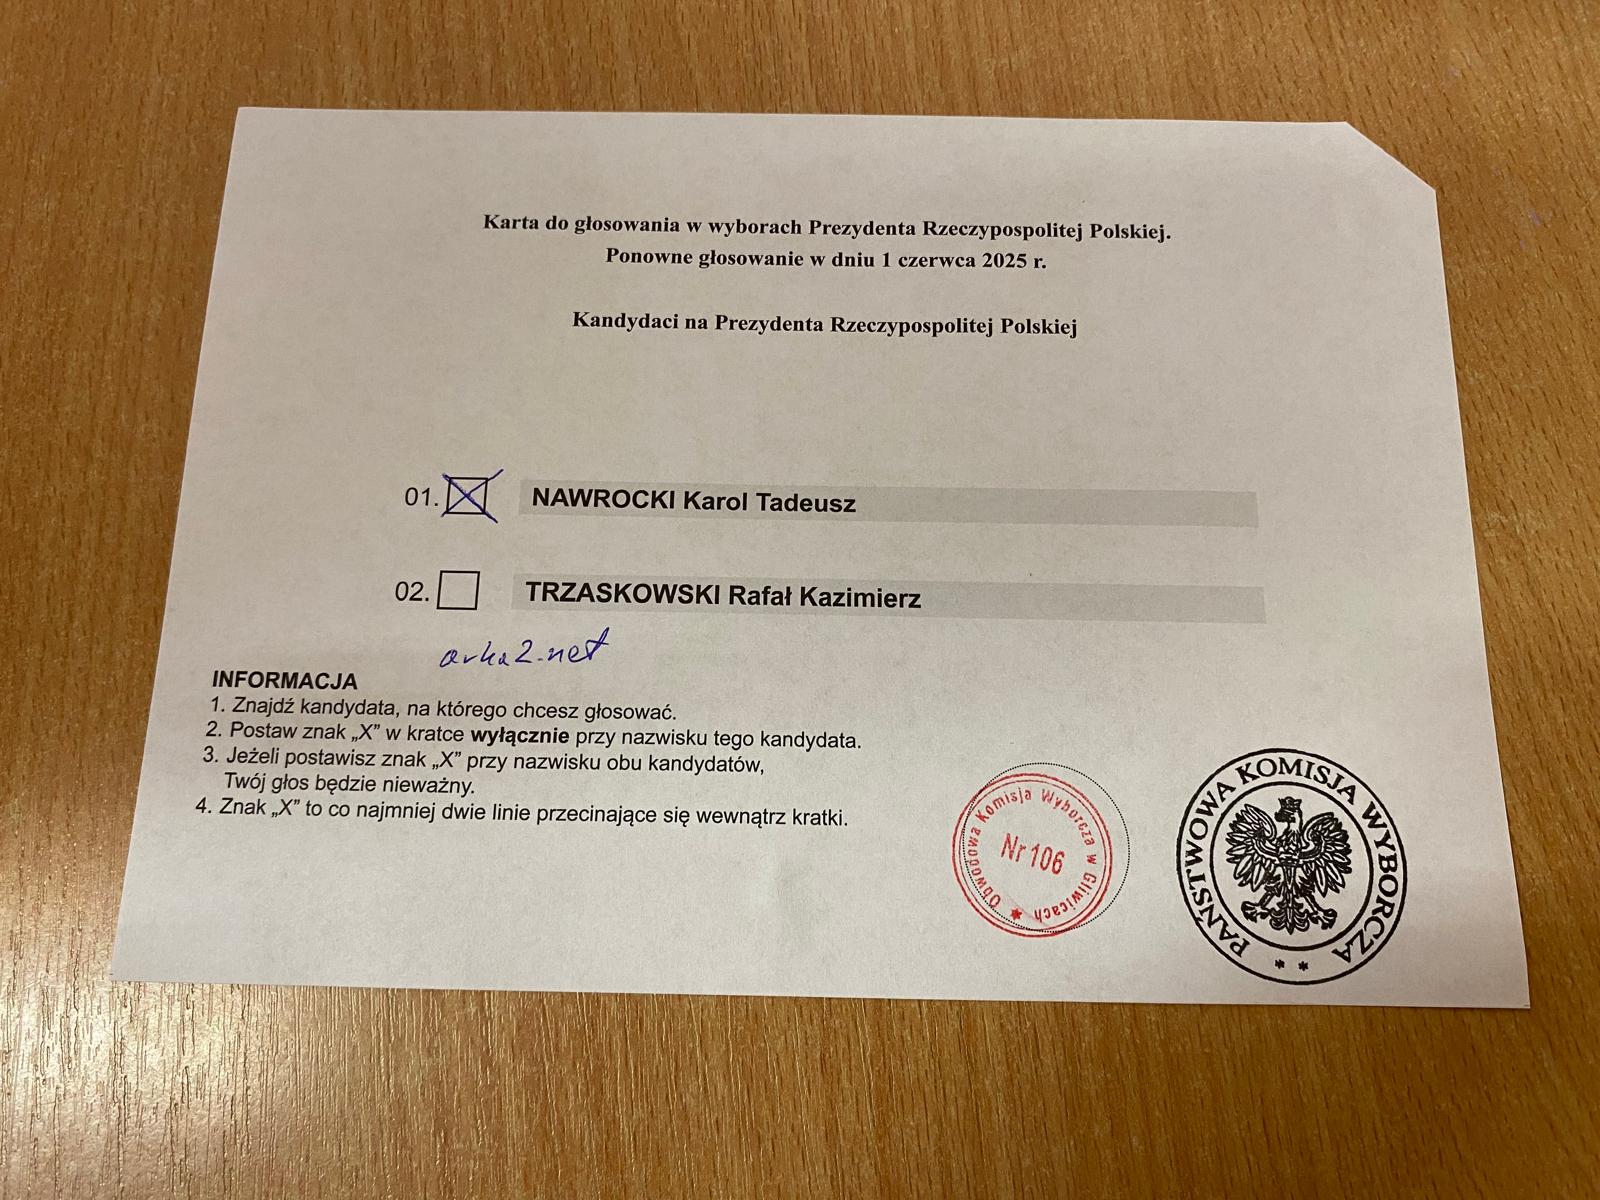 Karta do głosowania w wyborach Prezydenta Rzeczypospolitej Polskiej.
Ponowne głosowanie w dniu 1 czerwca 2025 r.
Kandydaci na Prezydenta Rzeczypospolitej Polskiej
01. NAWROCKI Karol Tadeusz
02. TRZASKOWSKI Rafał Kazimierz
arka2.net
INFORMACJA
1. Znajdź kandydata, na którego chcesz głosować.
2. Postaw znak „X” w kratce wyłącznie przy nazwisku tego kandydata.
3. Jeżeli postawisz znak „X” przy nazwisku obu kandydatów,
Twój głos będzie nieważny.
4. Znak „X” to co najmniej dwie linie przecinające się wewnątrz kratki.
Obwodowa Komisja Wyborcza w Gliwicach
Nr 106
PAŃSTWOWA KOMISJA WYBORCZA